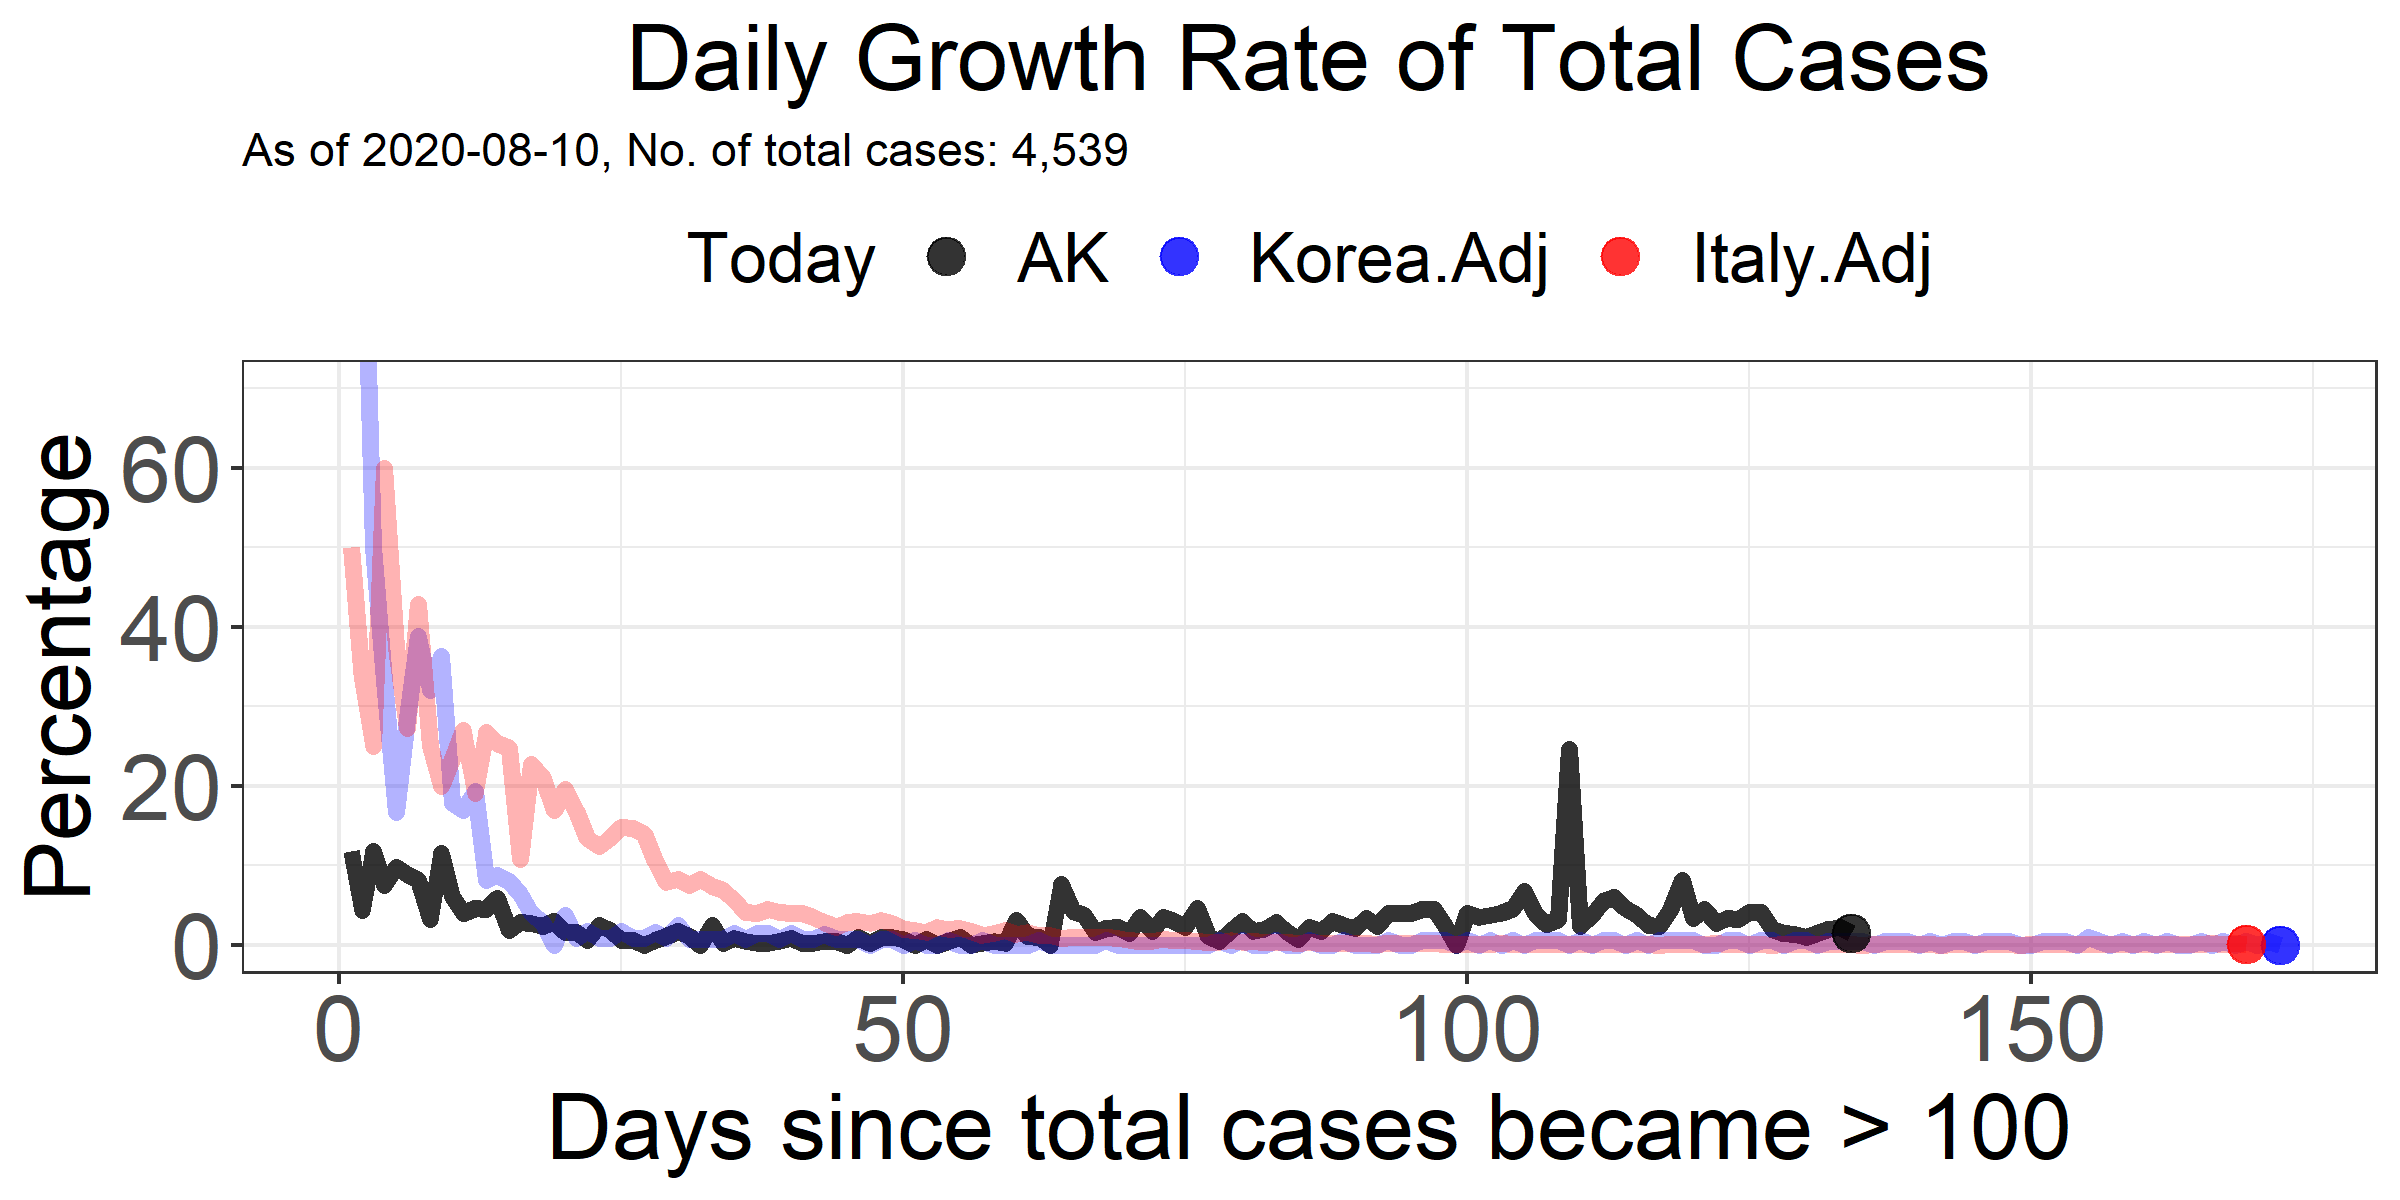 Daily Growth Rate of Total Cases
As of 2020-08-10, No. of total cases: 4,539
Today AK Korea.Adj Italy.Adj
Percentage
60
40
20
0
0 50 100 150
Days since total cases became > 100